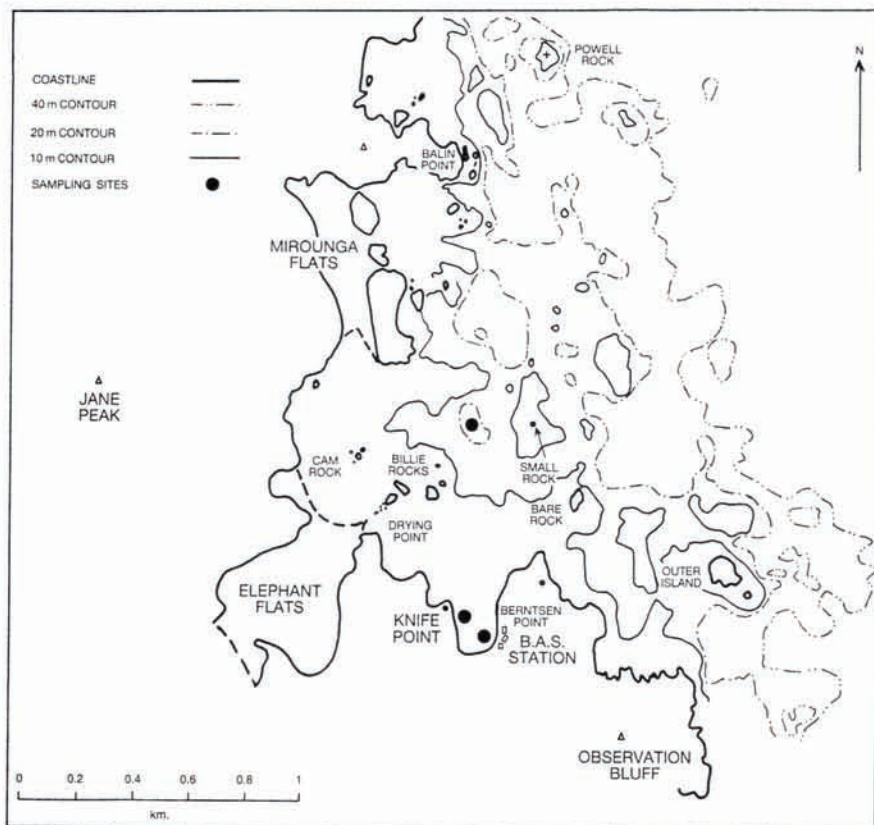 POWELL
ROCK
N
COASTLINE
40 m CONTOUR
20 m CONTOUR
10 m CONTOUR
SAMPLING SITES
BALIN
POINT
MIROUNGA
FLATS
JANE
PEAK
CAM
ROCK
BILLIE
ROCKS
SMALL
ROCK
BARE
ROCK
DRYING
POINT
OUTER
ISLAND
ELEPHANT
FLATS
KNIFE
POINT
BERNTSEN
POINT
B.A.S.
STATION
OBSERVATION
BLUFF
0 0.2 0.4 0.6 0.8 1
km.